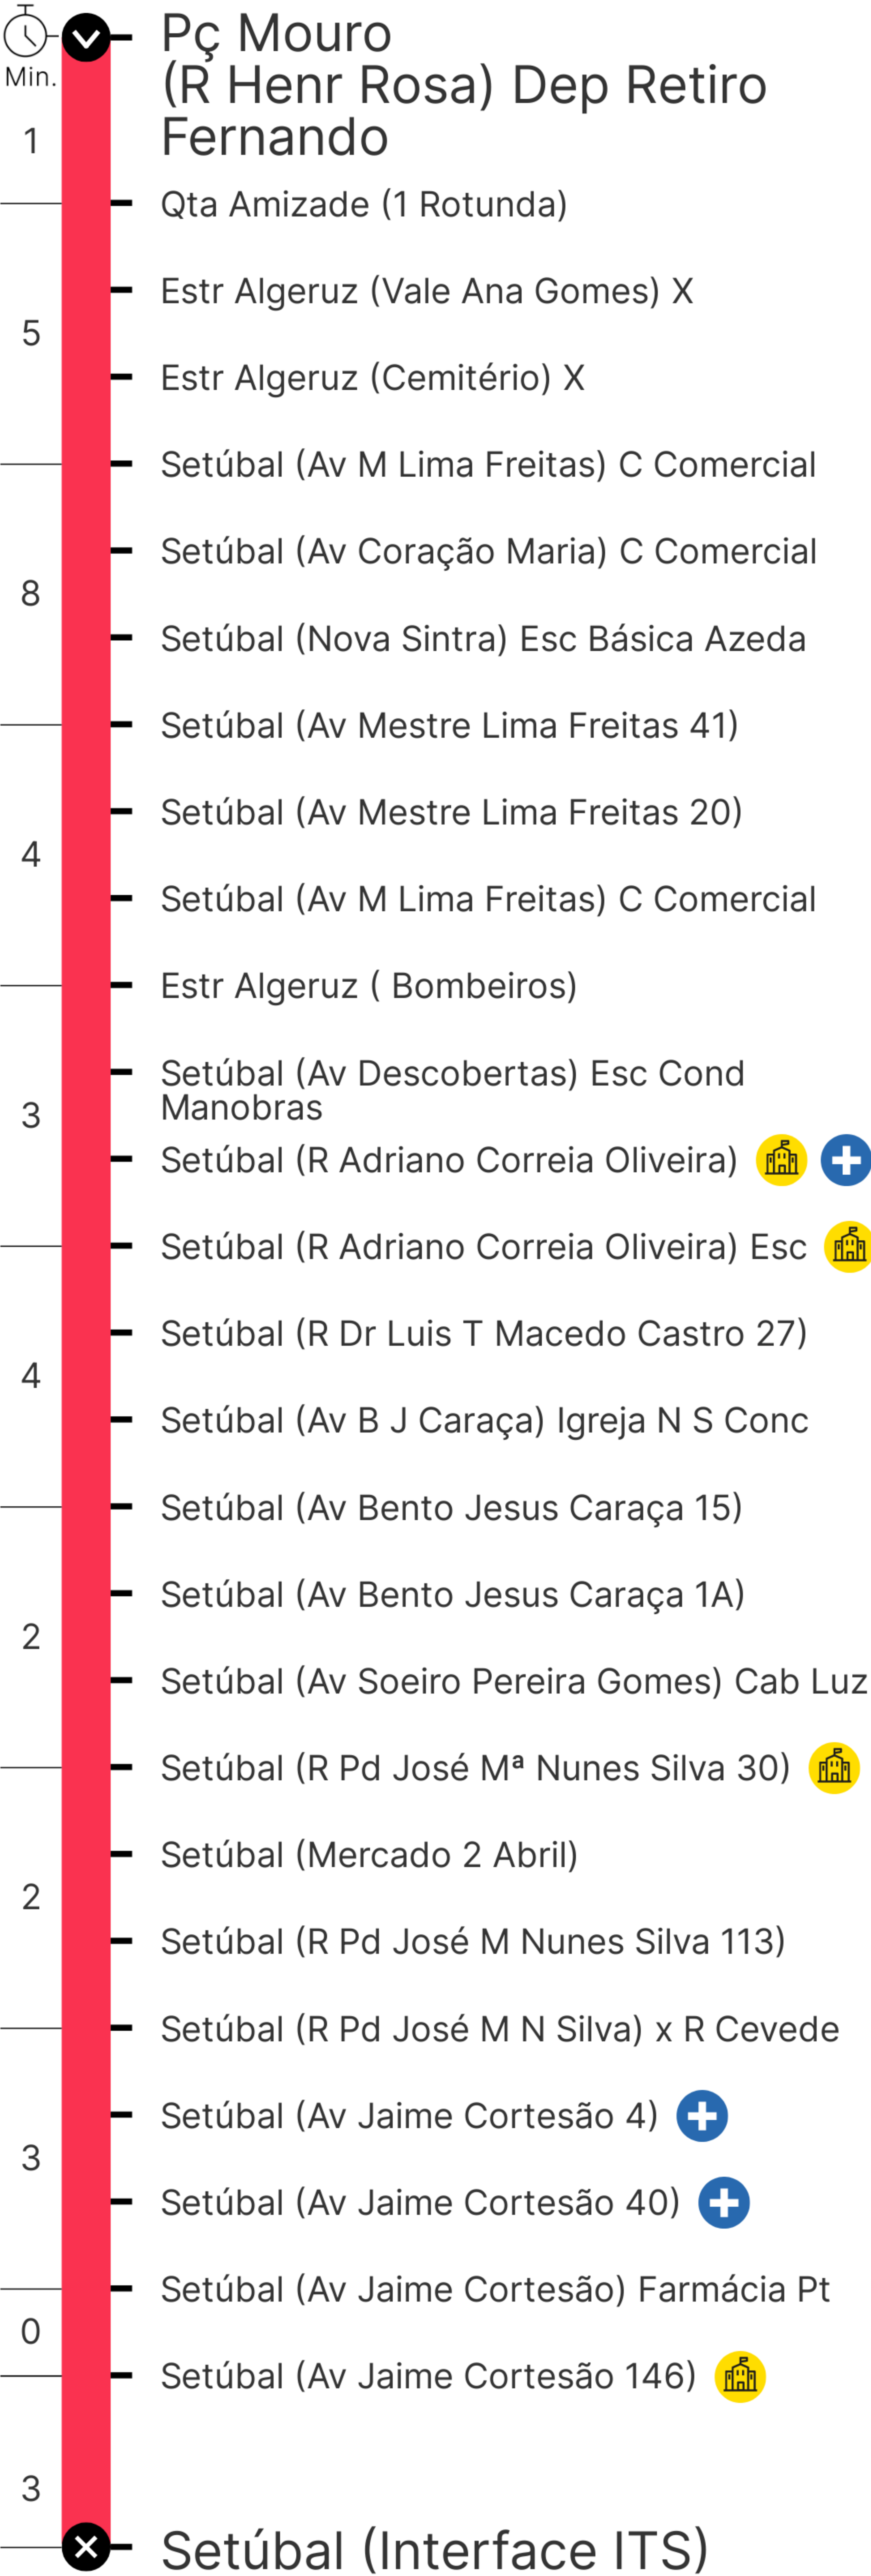 Pç Mouro
(R Henr Rosa) Dep Retiro
Fernando
Min.
1
Qta Amizade (1 Rotunda)
Estr Algeruz (Vale Ana Gomes) X
5
Estr Algeruz (Cemitério) X
Setúbal (Av M Lima Freitas) C Comercial
Setúbal (Av Coração Maria) C Comercial
8
Setúbal (Nova Sintra) Esc Básica Azeda
Setúbal (Av Mestre Lima Freitas 41)
Setúbal (Av Mestre Lima Freitas 20)
4
Setúbal (Av M Lima Freitas) C Comercial
Estr Algeruz ( Bombeiros)
Setúbal (Av Descobertas) Esc Cond
Manobras
3
Setúbal (R Adriano Correia Oliveira)
Setúbal (R Adriano Correia Oliveira) Esc
Setúbal (R Dr Luis T Macedo Castro 27)
4
Setúbal (Av B J Caraça) Igreja N S Conc
Setúbal (Av Bento Jesus Caraça 15)
Setúbal (Av Bento Jesus Caraça 1A)
2
Setúbal (Av Soeiro Pereira Gomes) Cab Luz
Setúbal (R Pd José Mª Nunes Silva 30)
Setúbal (Mercado 2 Abril)
2
Setúbal (R Pd José M Nunes Silva 113)
Setúbal (R Pd José M N Silva) x R Cevede
Setúbal (Av Jaime Cortesão 4)
3
Setúbal (Av Jaime Cortesão 40)
Setúbal (Av Jaime Cortesão) Farmácia Pt
0
Setúbal (Av Jaime Cortesão 146)
3
Setúbal (Interface ITS)